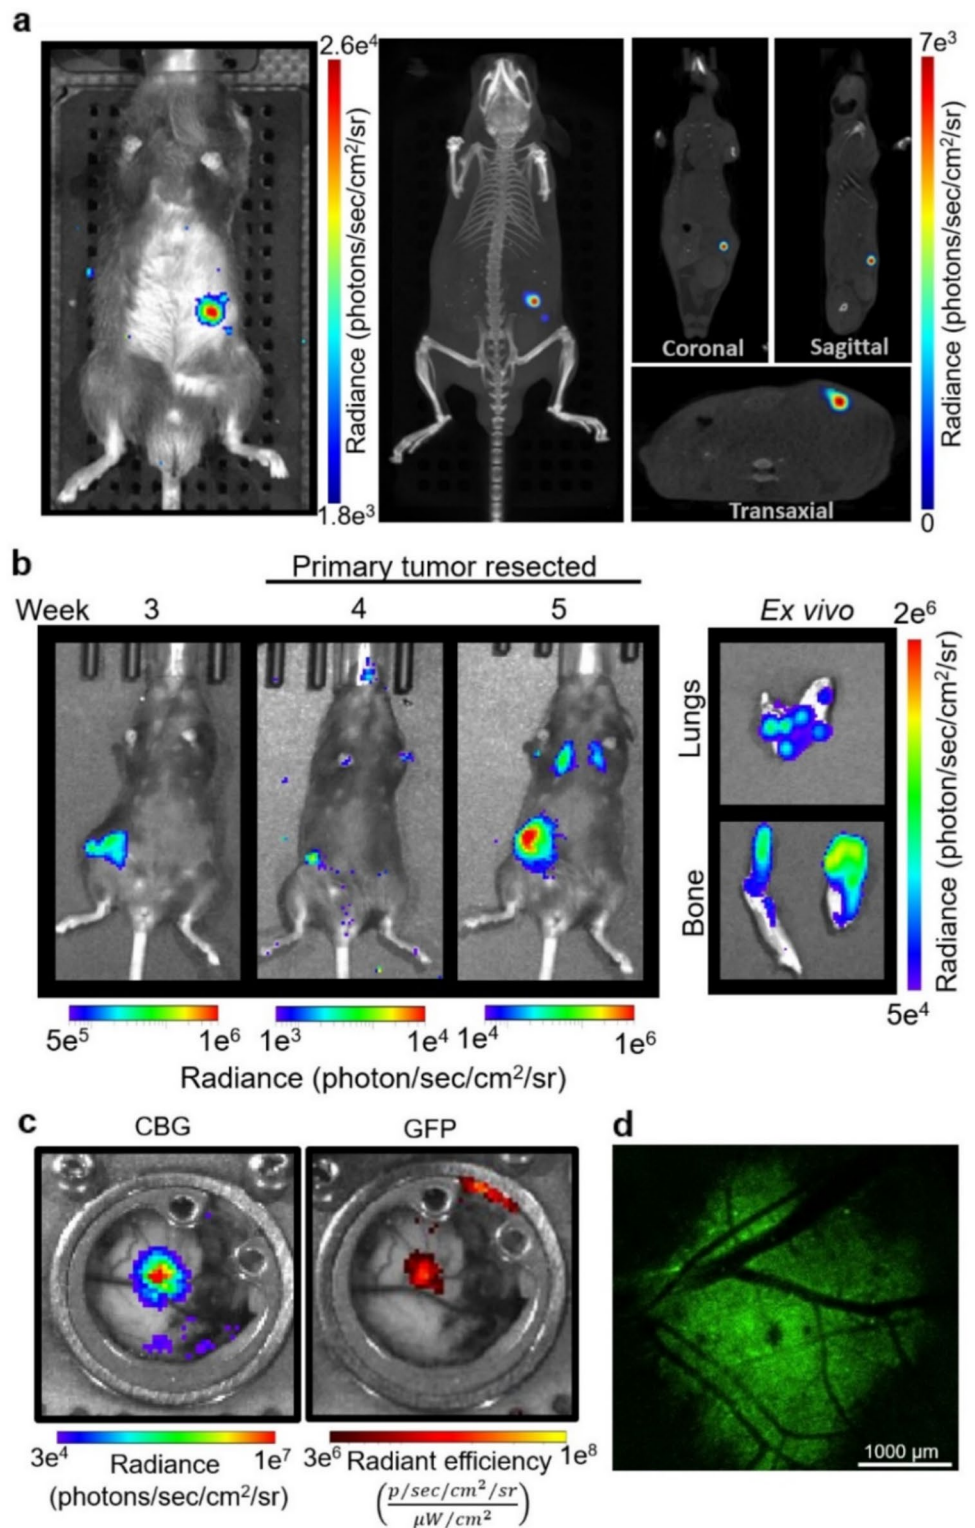 a
2.6e⁴
Radiance (photons/sec/cm²/sr)
1.8e³
Coronal
Sagittal
Transaxial
7e³
Radiance (photons/sec/cm²/sr)
0
b
Primary tumor resected
Week 3 4 5
Ex vivo
2e⁶
Lungs
Bone
Radiance (photon/sec/cm²/sr)
5e⁴
5e⁵ 1e⁶ 1e³ 1e⁴ 1e⁴ 1e⁶
Radiance (photon/sec/cm²/sr)
c
CBG
GFP
3e⁴ Radiance 1e⁷
(photons/sec/cm²/sr)
3e⁶ Radiant efficiency 1e⁸
(p/sec/cm²/sr / µW/cm²)
d
1000 µm